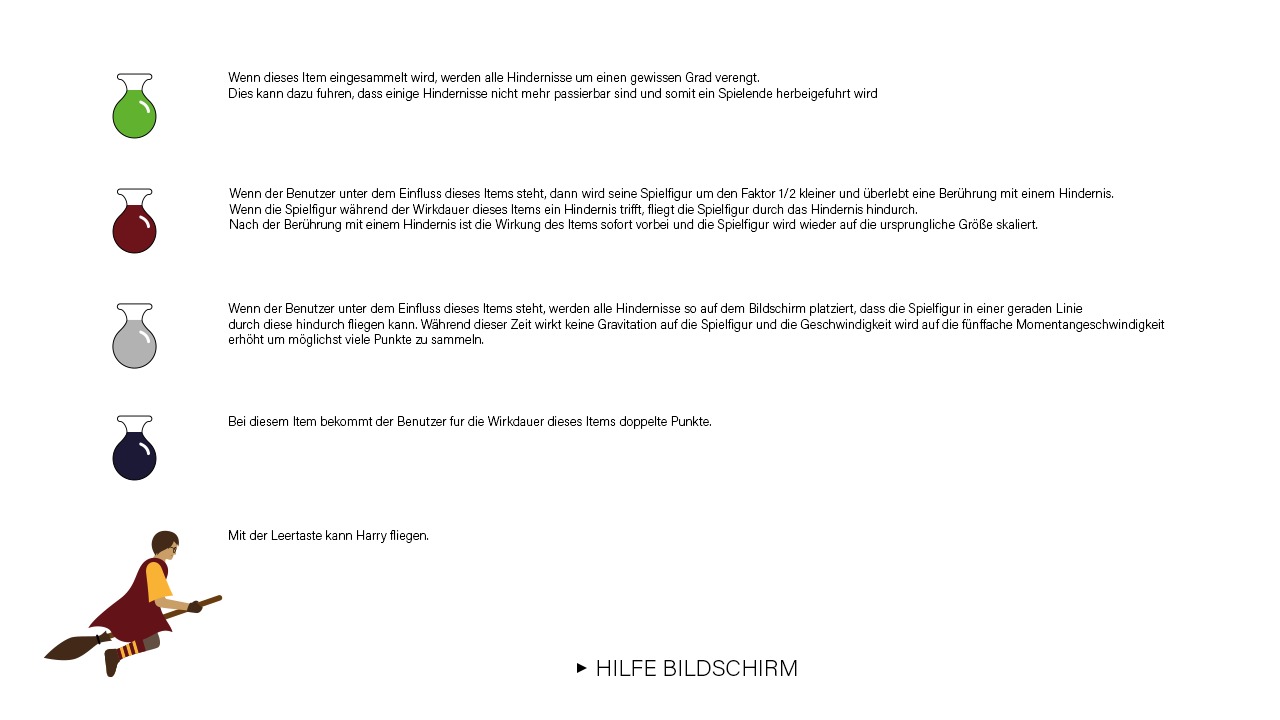 Wenn dieses Item eingesammelt wird, werden alle Hindernisse um einen gewissen Grad verengt.
Dies kann dazu fuhren, dass einige Hindernisse nicht mehr passierbar sind und somit ein Spielende herbeigefuhrt wird
Wenn der Benutzer unter dem Einfluss dieses Items steht, dann wird seine Spielfigur um den Faktor 1/2 kleiner und überlebt eine Berührung mit einem Hindernis.
Wenn die Spielfigur während der Wirkdauer dieses Items ein Hindernis trifft, fliegt die Spielfigur durch das Hindernis hindurch.
Nach der Berührung mit einem Hindernis ist die Wirkung des Items sofort vorbei und die Spielfigur wird wieder auf die ursprungliche Größe skaliert.
Wenn der Benutzer unter dem Einfluss dieses Items steht, werden alle Hindernisse so auf dem Bildschirm platziert, dass die Spielfigur in einer geraden Linie
durch diese hindurch fliegen kann. Während dieser Zeit wirkt keine Gravitation auf die Spielfigur und die Geschwindigkeit wird auf die fünffache Momentangeschwindigkeit
erhöht um möglichst viele Punkte zu sammeln.
Bei diesem Item bekommt der Benutzer fur die Wirkdauer dieses Items doppelte Punkte.
Mit der Leertaste kann Harry fliegen.
HILFE BILDSCHIRM